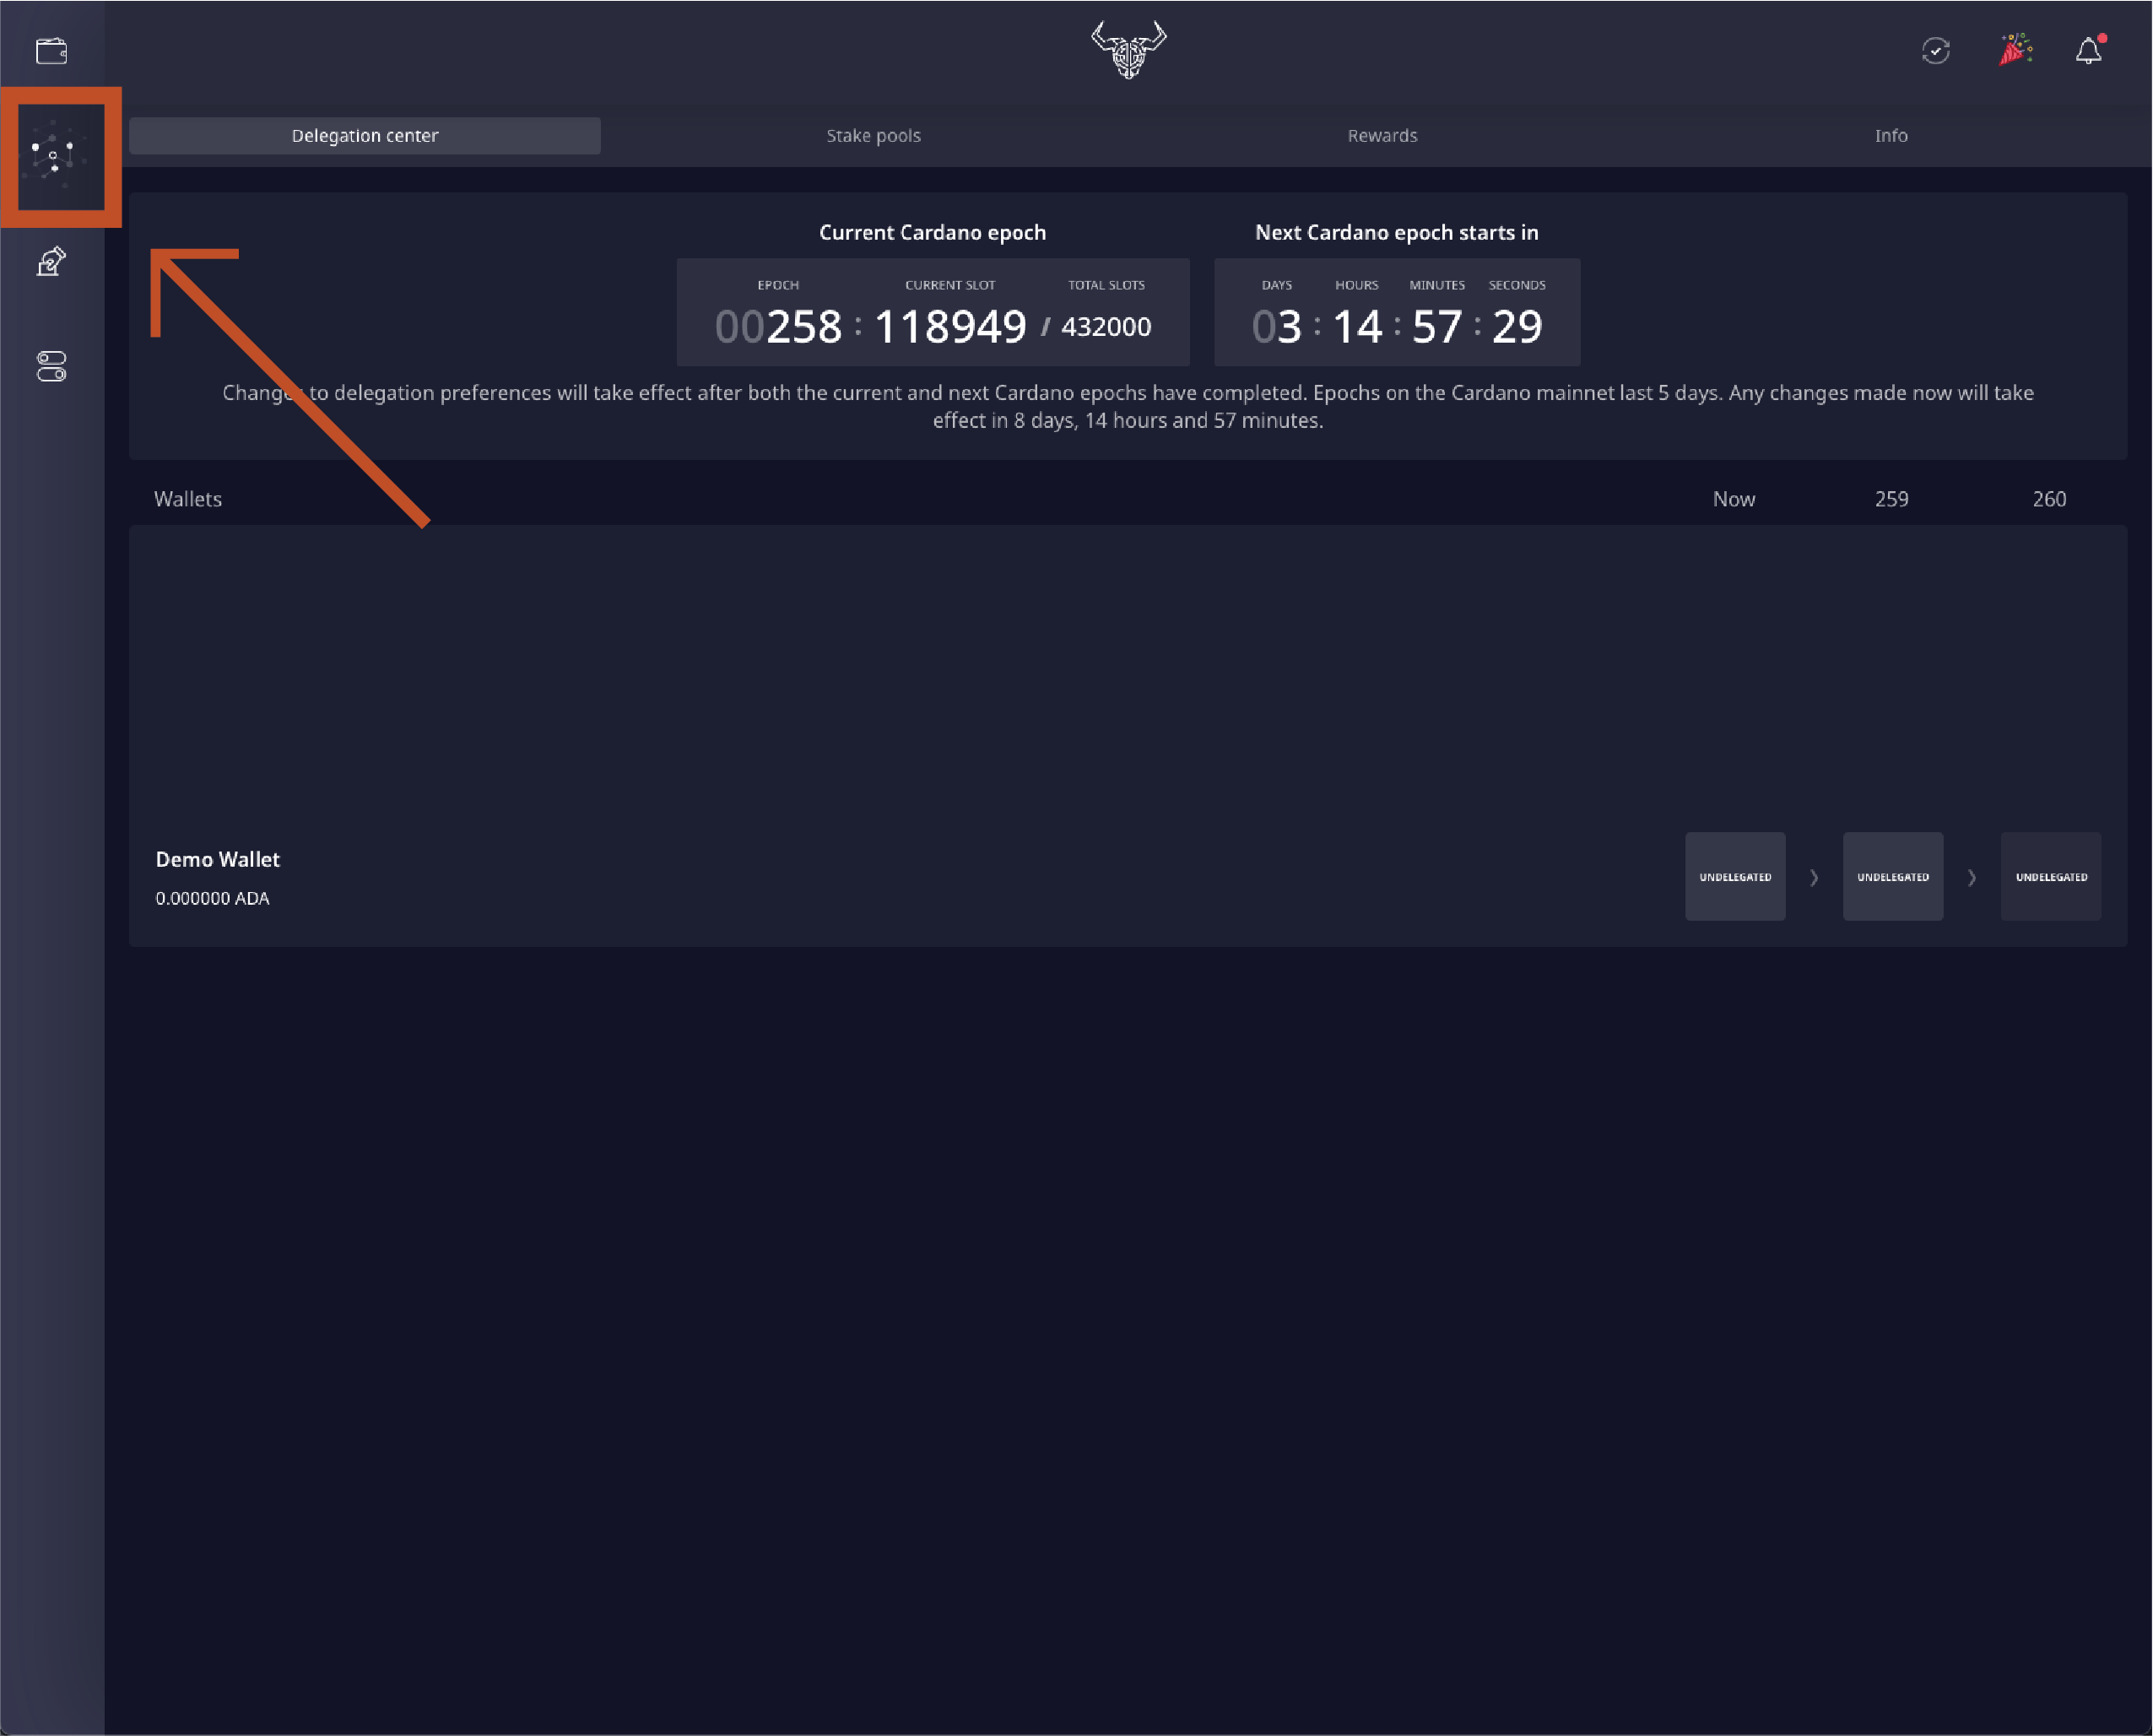 Delegation center Stake pools Rewards Info
Current Cardano epoch Next Cardano epoch starts in
EPOCH CURRENT SLOT TOTAL SLOTS DAYS HOURS MINUTES SECONDS
00258 : 118949 / 432000 03 : 14 : 57 : 29
Changes to delegation preferences will take effect after both the current and next Cardano epochs have completed. Epochs on the Cardano mainnet last 5 days. Any changes made now will take
effect in 8 days, 14 hours and 57 minutes.
Wallets Now 259 260
Demo Wallet
0.000000 ADA
UNDELEGATED UNDELEGATED UNDELEGATED